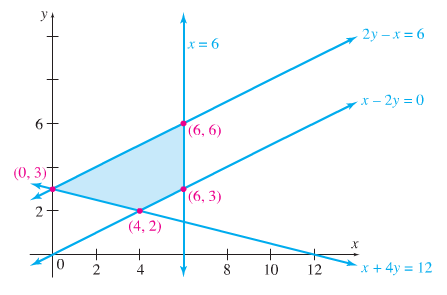 y
x = 6
2y – x = 6
x – 2y = 0
6
(6, 6)
(0, 3)
(6, 3)
2
(4, 2)
x
0
2
4
8
10
12
x + 4y = 12